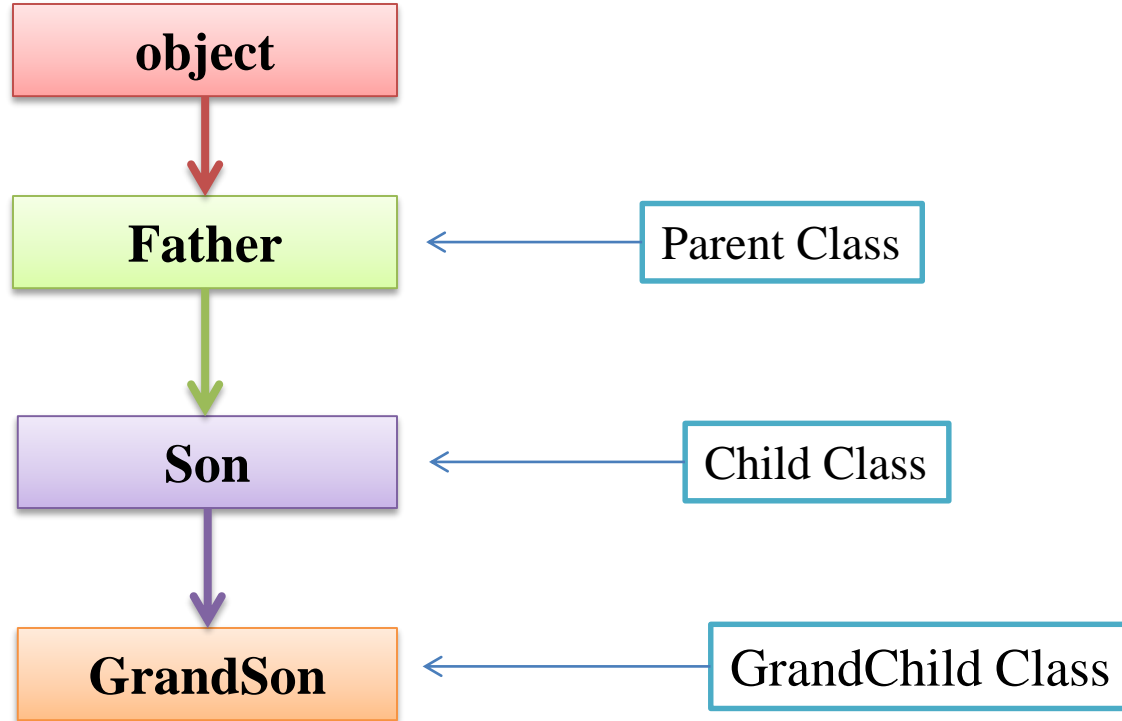 object
Father
Parent Class
Son
Child Class
GrandSon
GrandChild Class